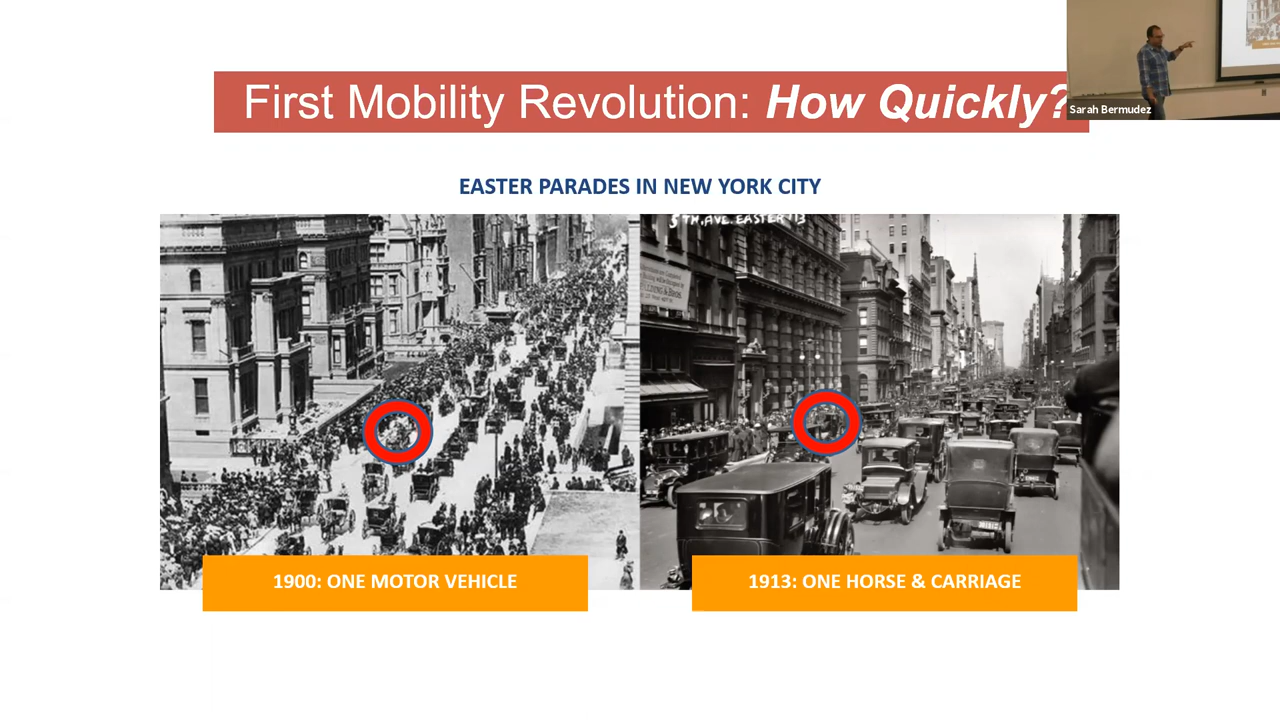 First Mobility Revolution: How Quickly?
Sarah Bermudez
EASTER PARADES IN NEW YORK CITY
5TH. AVE. EASTER '13
1900: ONE MOTOR VEHICLE
1913: ONE HORSE & CARRIAGE